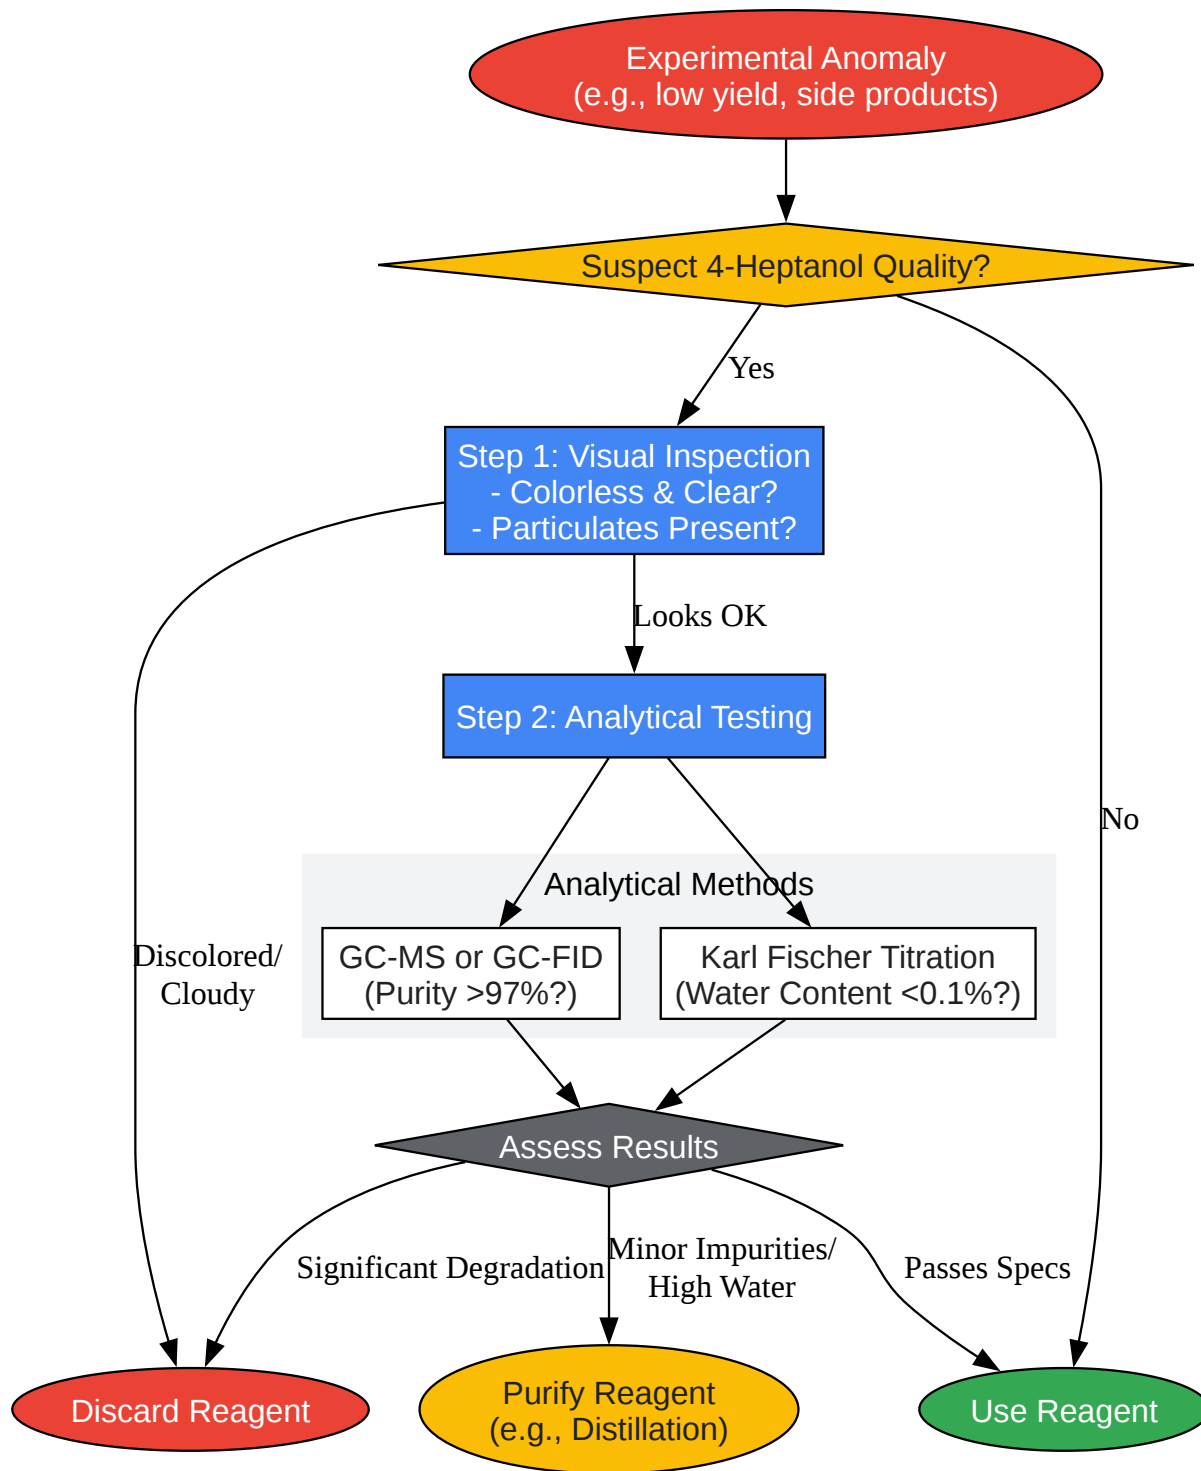 Experimental Anomaly
(e.g., low yield, side products)
Suspect 4-Heptanol Quality?
Yes
Step 1: Visual Inspection
- Colorless & Clear?
- Particulates Present?
Looks OK
Step 2: Analytical Testing
No
Analytical Methods
Discolored/
Cloudy
GC-MS or GC-FID
(Purity >97%?)
Karl Fischer Titration
(Water Content <0.1%?)
Assess Results
Significant Degradation
Minor Impurities/
High Water
Passes Specs
Discard Reagent
Purify Reagent
(e.g., Distillation)
Use Reagent